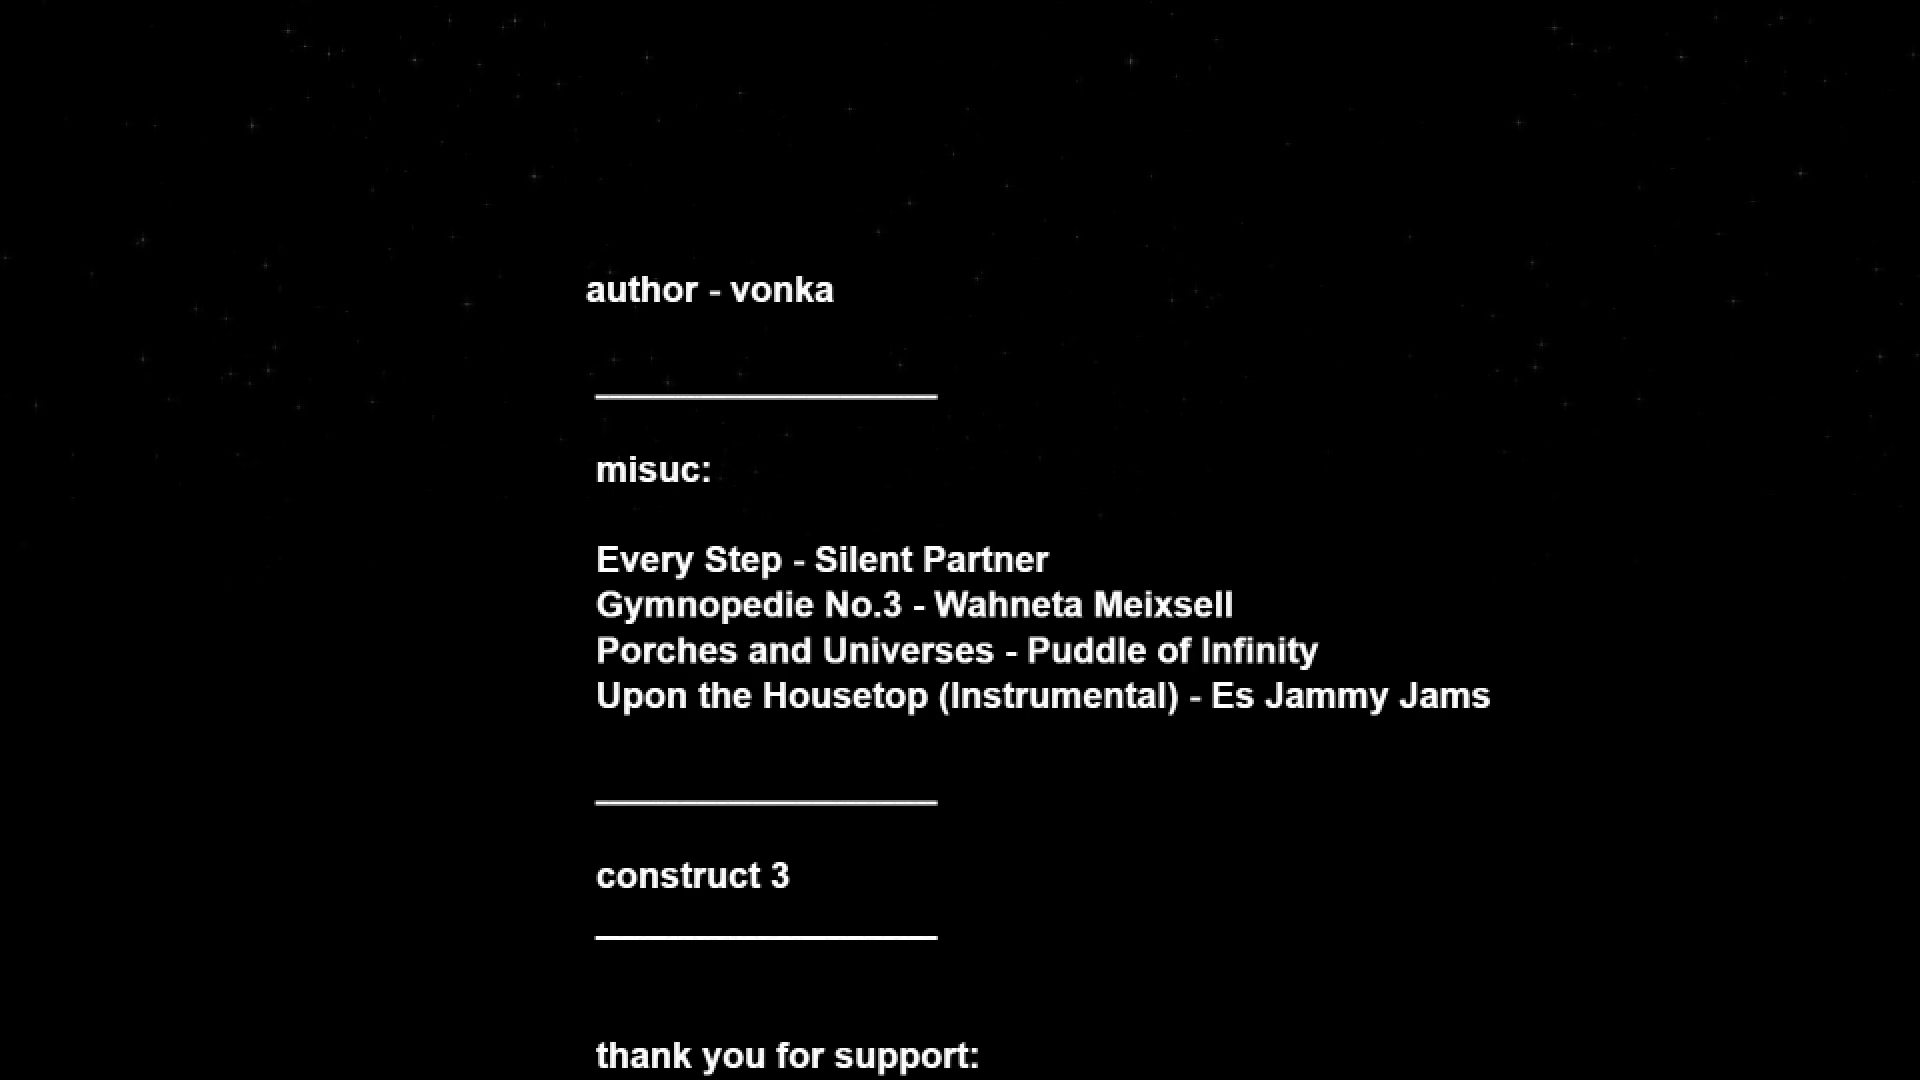 author - vonka
misuc:
Every Step - Silent Partner
Gymnopedie No.3 - Wahneta Meixsell
Porches and Universes - Puddle of Infinity
Upon the Housetop (Instrumental) - Es Jammy Jams
construct 3
thank you for support: